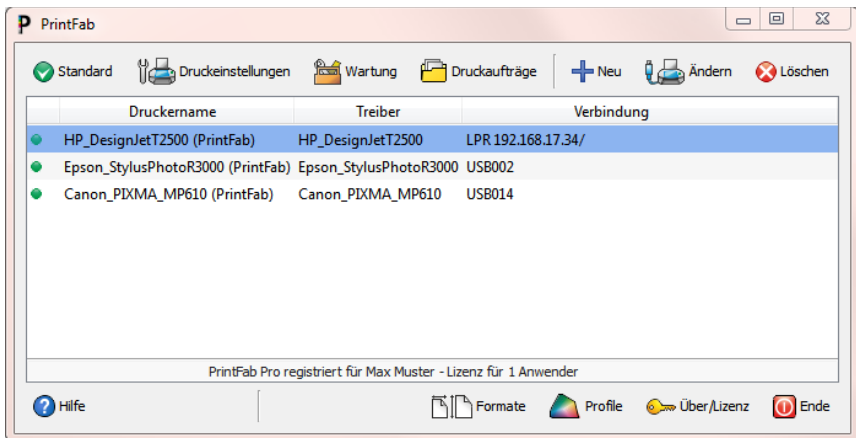 P PrintFab
Standard Druckeinstellungen Wartung Druckaufträge Neu Ändern Löschen
Druckername Treiber Verbindung
HP_DesignJetT2500 (PrintFab) HP_DesignJetT2500 LPR 192.168.17.34/
Epson_StylusPhotoR3000 (PrintFab) Epson_StylusPhotoR3000 USB002
Canon_PIXMA_MP610 (PrintFab) Canon_PIXMA_MP610 USB014
PrintFab Pro registriert für Max Muster - Lizenz für 1 Anwender
? Hilfe Formate Profile Über/Lizenz Ende